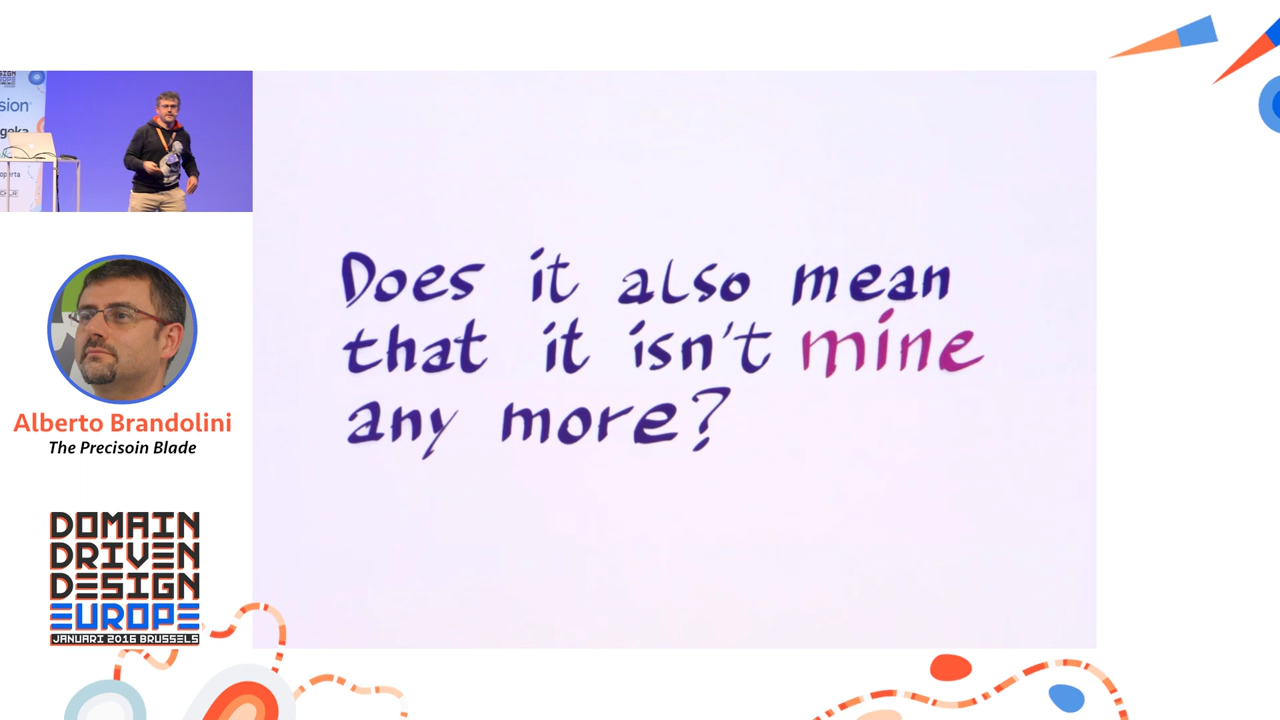 sion
Does it also mean
that it isn't mine
any more?
Alberto Brandolini
The Precisoin Blade
DOMAIN
DRIVEN
DESIGN
EUROPE
JANUARI 2016 BRUSSELS